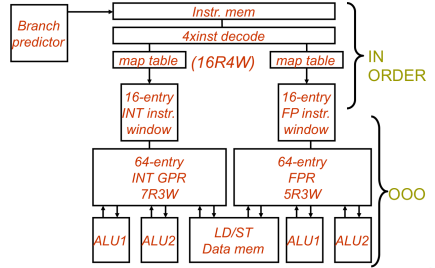 Branch
predictor
Instr. mem
4xinst decode
map table
(16R4W)
map table
IN
ORDER
16-entry
INT instr.
window
16-entry
FP instr.
window
64-entry
INT GPR
7R3W
64-entry
FPR
5R3W
OOO
ALU1
ALU2
LD/ST
Data mem
ALU1
ALU2